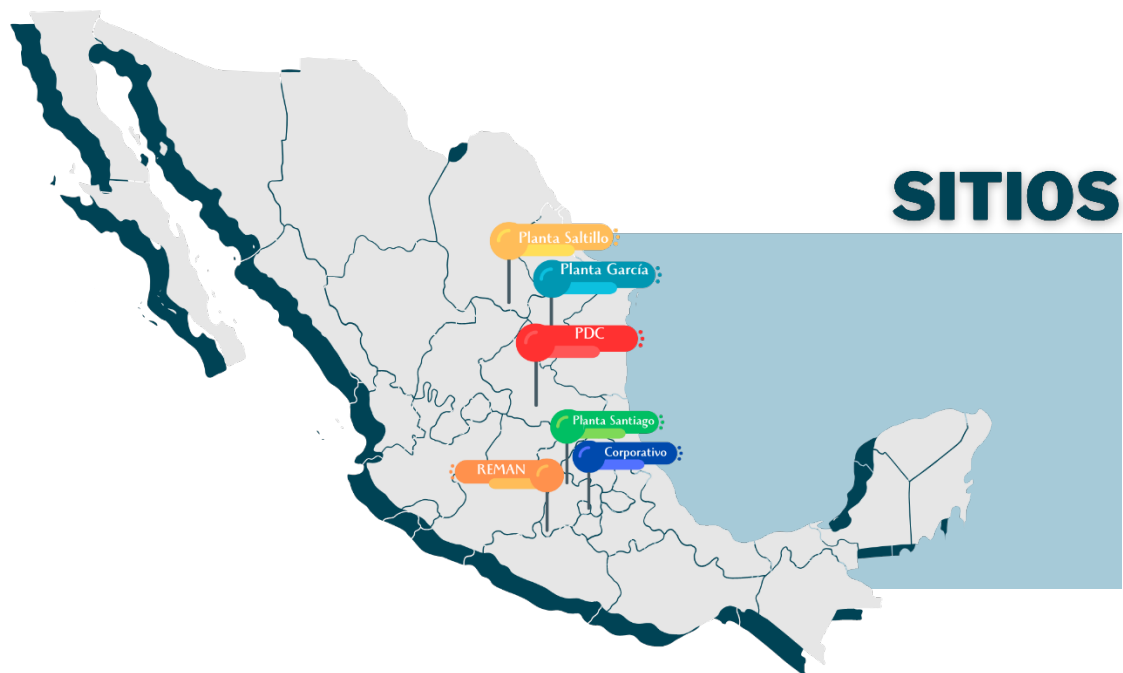 SITIOS
Planta Saltillo
Planta García
PDC
Planta Santiago
Corporativo
REMAN